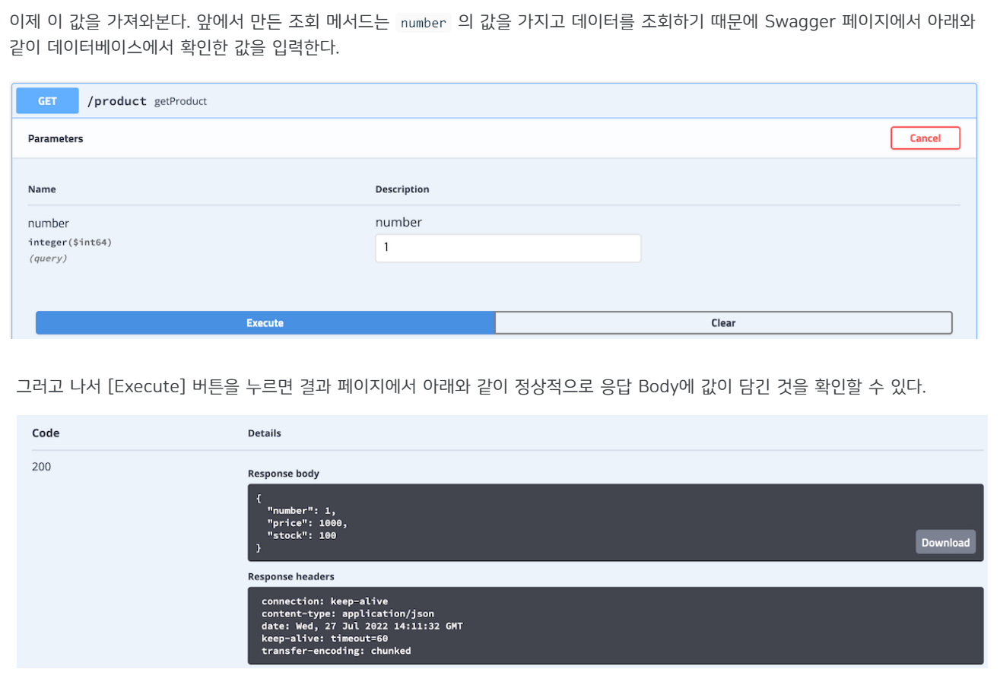 이제 이 값을 가져와본다. 앞에서 만든 조회 메서드는 number 의 값을 가지고 데이터를 조회하기 때문에 Swagger 페이지에서 아래와
같이 데이터베이스에서 확인한 값을 입력한다.
GET /product getProduct
Parameters Cancel
Name Description
number number
integer($int64) 1
(query)
Execute Clear
그러고 나서 [Execute] 버튼을 누르면 결과 페이지에서 아래와 같이 정상적으로 응답 Body에 값이 담긴 것을 확인할 수 있다.
Code Details
200
Response body
{
"number": 1,
"price": 1000,
"stock": 100
}
Download
Response headers
connection: keep-alive
content-type: application/json
date: Wed, 27 Jul 2022 14:11:32 GMT
keep-alive: timeout=60
transfer-encoding: chunked